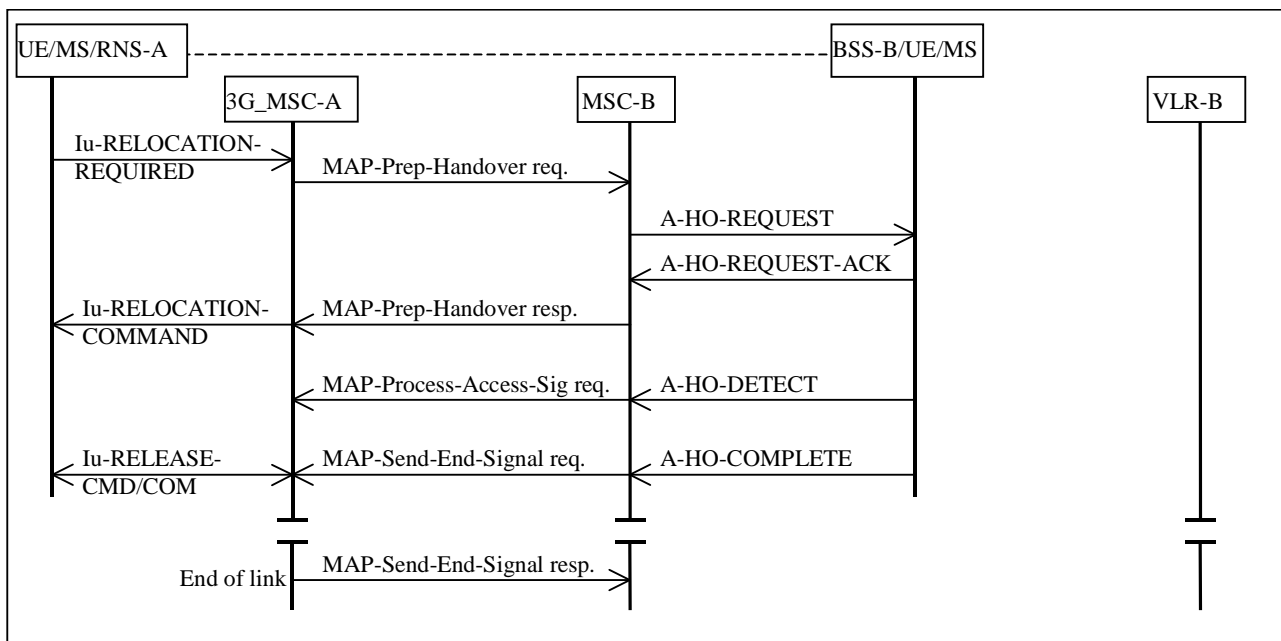 UE/MS/RNS-A
BSS-B/UE/MS
3G_MSC-A
MSC-B
VLR-B
Iu-RELOCATION-
REQUIRED
MAP-Prep-Handover req.
A-HO-REQUEST
A-HO-REQUEST-ACK
Iu-RELOCATION-
COMMAND
MAP-Prep-Handover resp.
MAP-Process-Access-Sig req.
A-HO-DETECT
Iu-RELEASE-
CMD/COM
MAP-Send-End-Signal req.
A-HO-COMPLETE
End of link
MAP-Send-End-Signal resp.